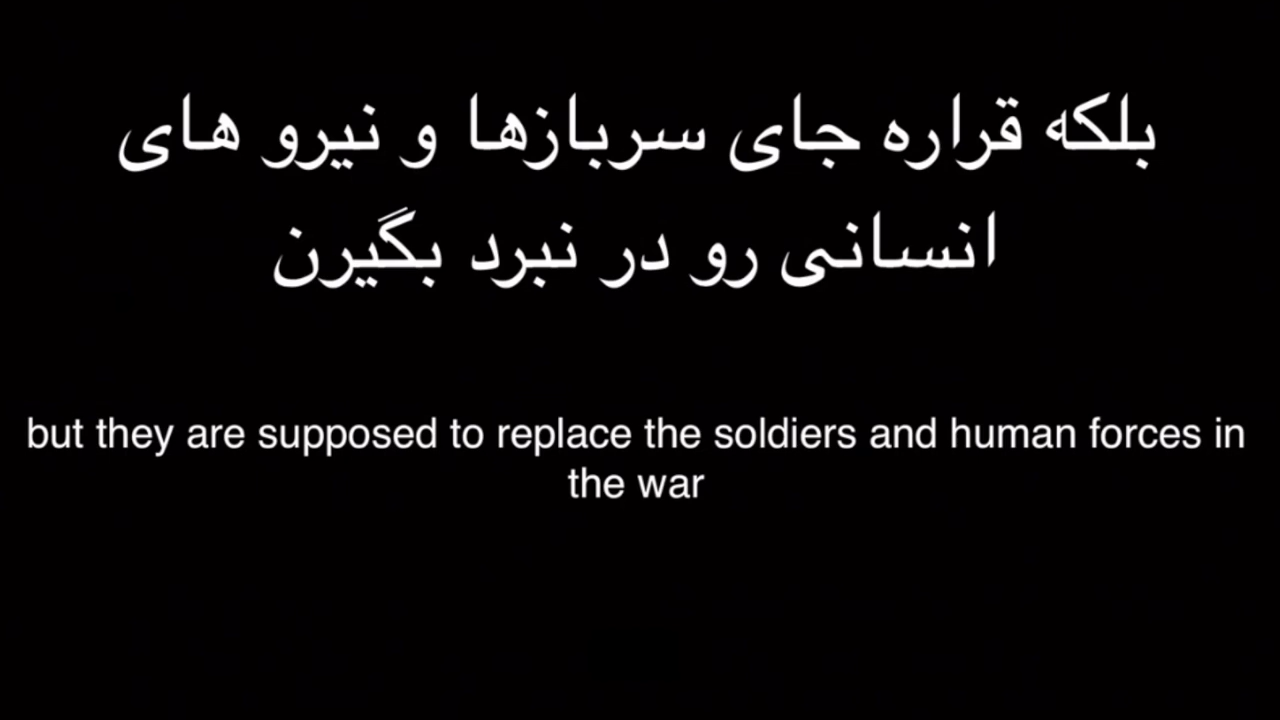 بلکه قراره جای سربازها و نیرو های
انسانی رو در نبرد بگیرن
but they are supposed to replace the soldiers and human forces in
the war